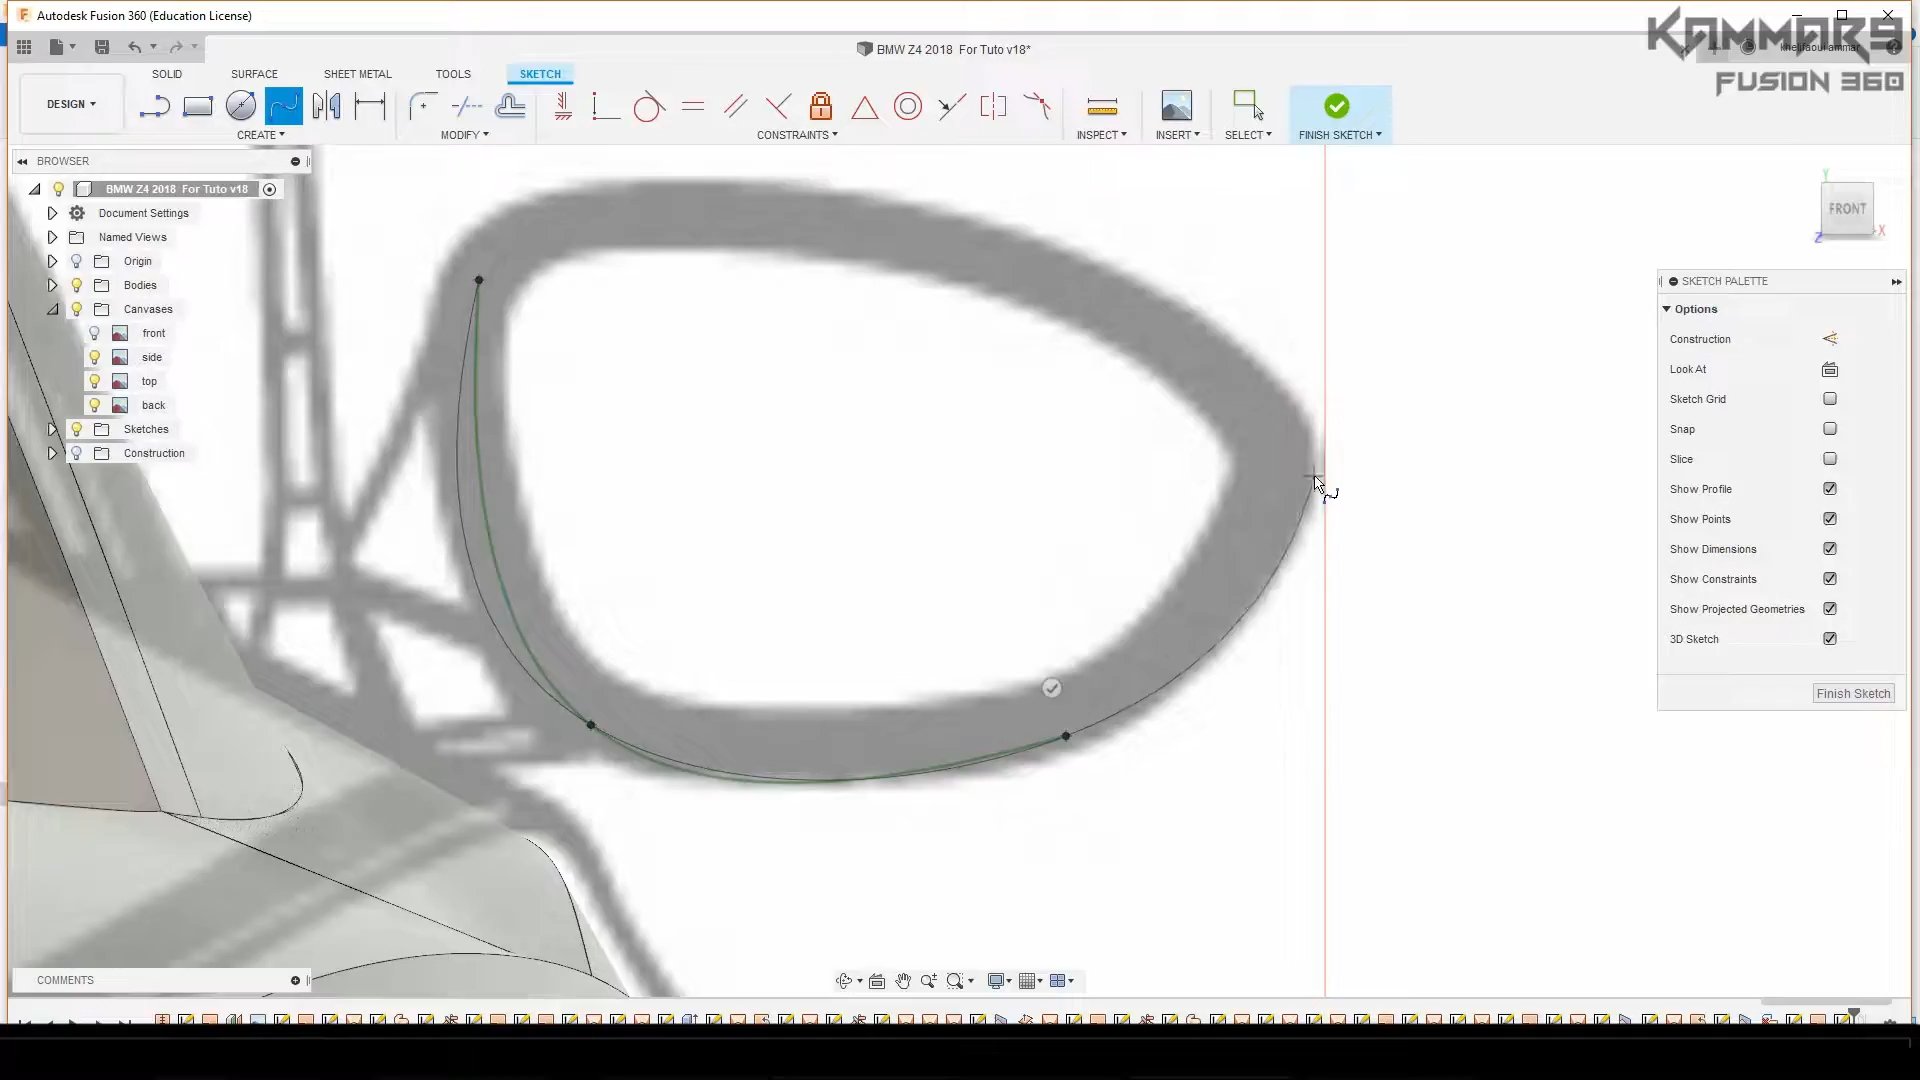 Autodesk Fusion 360 (Education License)
KAMMARS
FUSION 360
BMW Z4 2018 For Tuto v18*
khelifaoui ammar
SOLID
SURFACE
SHEET METAL
TOOLS
SKETCH
DESIGN
CREATE
MODIFY
CONSTRAINTS
INSPECT
INSERT
SELECT
FINISH SKETCH
BROWSER
BMW Z4 2018 For Tuto v18
Document Settings
Named Views
Origin
Bodies
Canvases
front
side
top
back
Sketches
Construction
Y
FRONT
X
Z
SKETCH PALETTE
Options
Construction
Look At
Sketch Grid
Snap
Slice
Show Profile
Show Points
Show Dimensions
Show Constraints
Show Projected Geometries
3D Sketch
Finish Sketch
COMMENTS